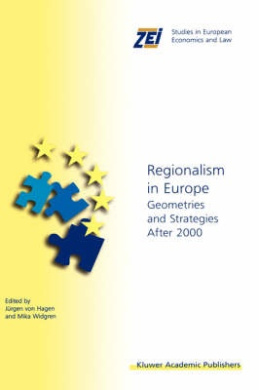 ZEI
Studies in European
Economics and Law
Regionalism
in Europe
Geometries
and Strategies
After 2000
Edited by
Jürgen von Hagen
and Mika Widgren
Kluwer Academic Publishers